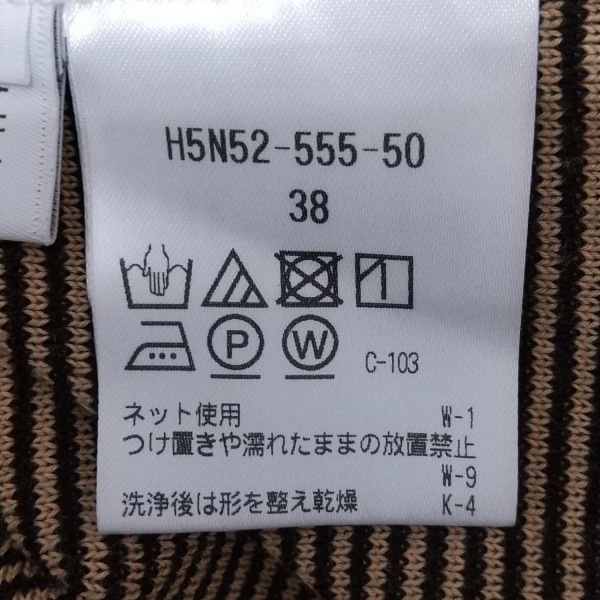 H5N52-555-50
38
P W C-103
ネット使用 W-1
つけ置きや濡れたままの放置禁止
W-9
洗浄後は形を整え乾燥 K-4